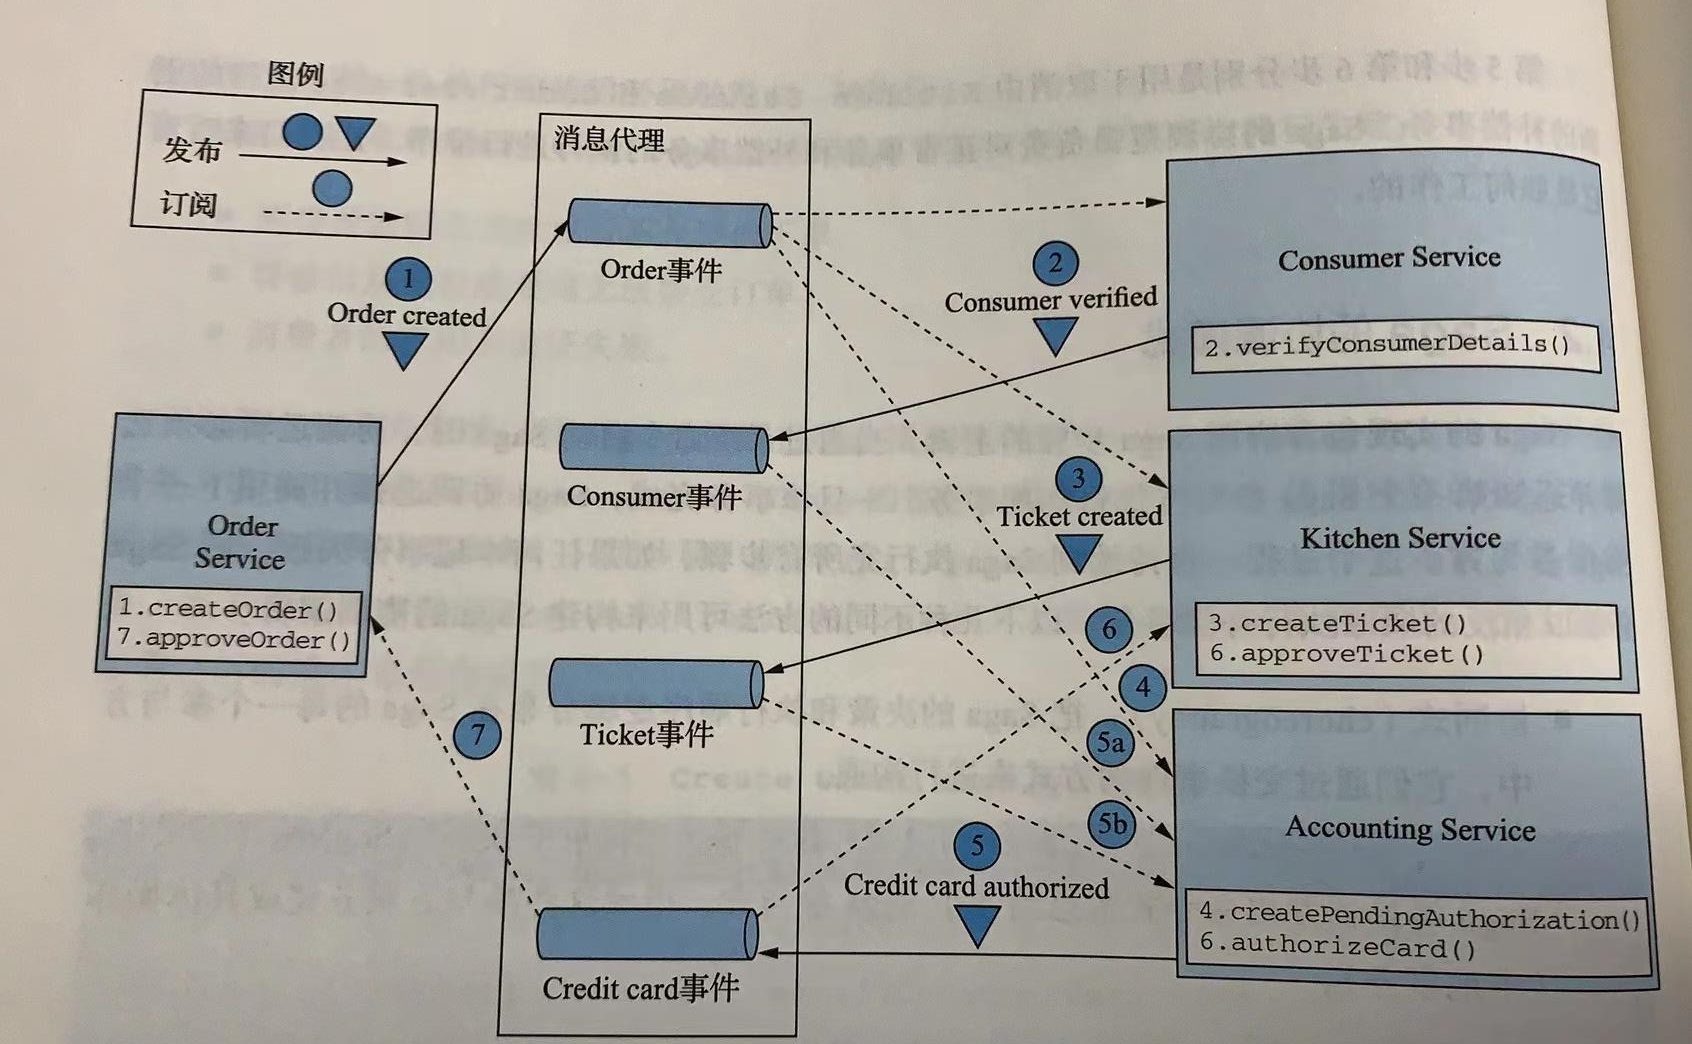 图例
发布
订阅
消息代理
Order事件
Consumer事件
Ticket事件
Credit card事件
1
Order created
2
Consumer verified
3
Ticket created
6
4
5a
5b
5
Credit card authorized
7
Order
Service
1.createOrder()
7.approveOrder()
Consumer Service
2.verifyConsumerDetails()
Kitchen Service
3.createTicket()
6.approveTicket()
Accounting Service
4.createPendingAuthorization()
6.authorizeCard()